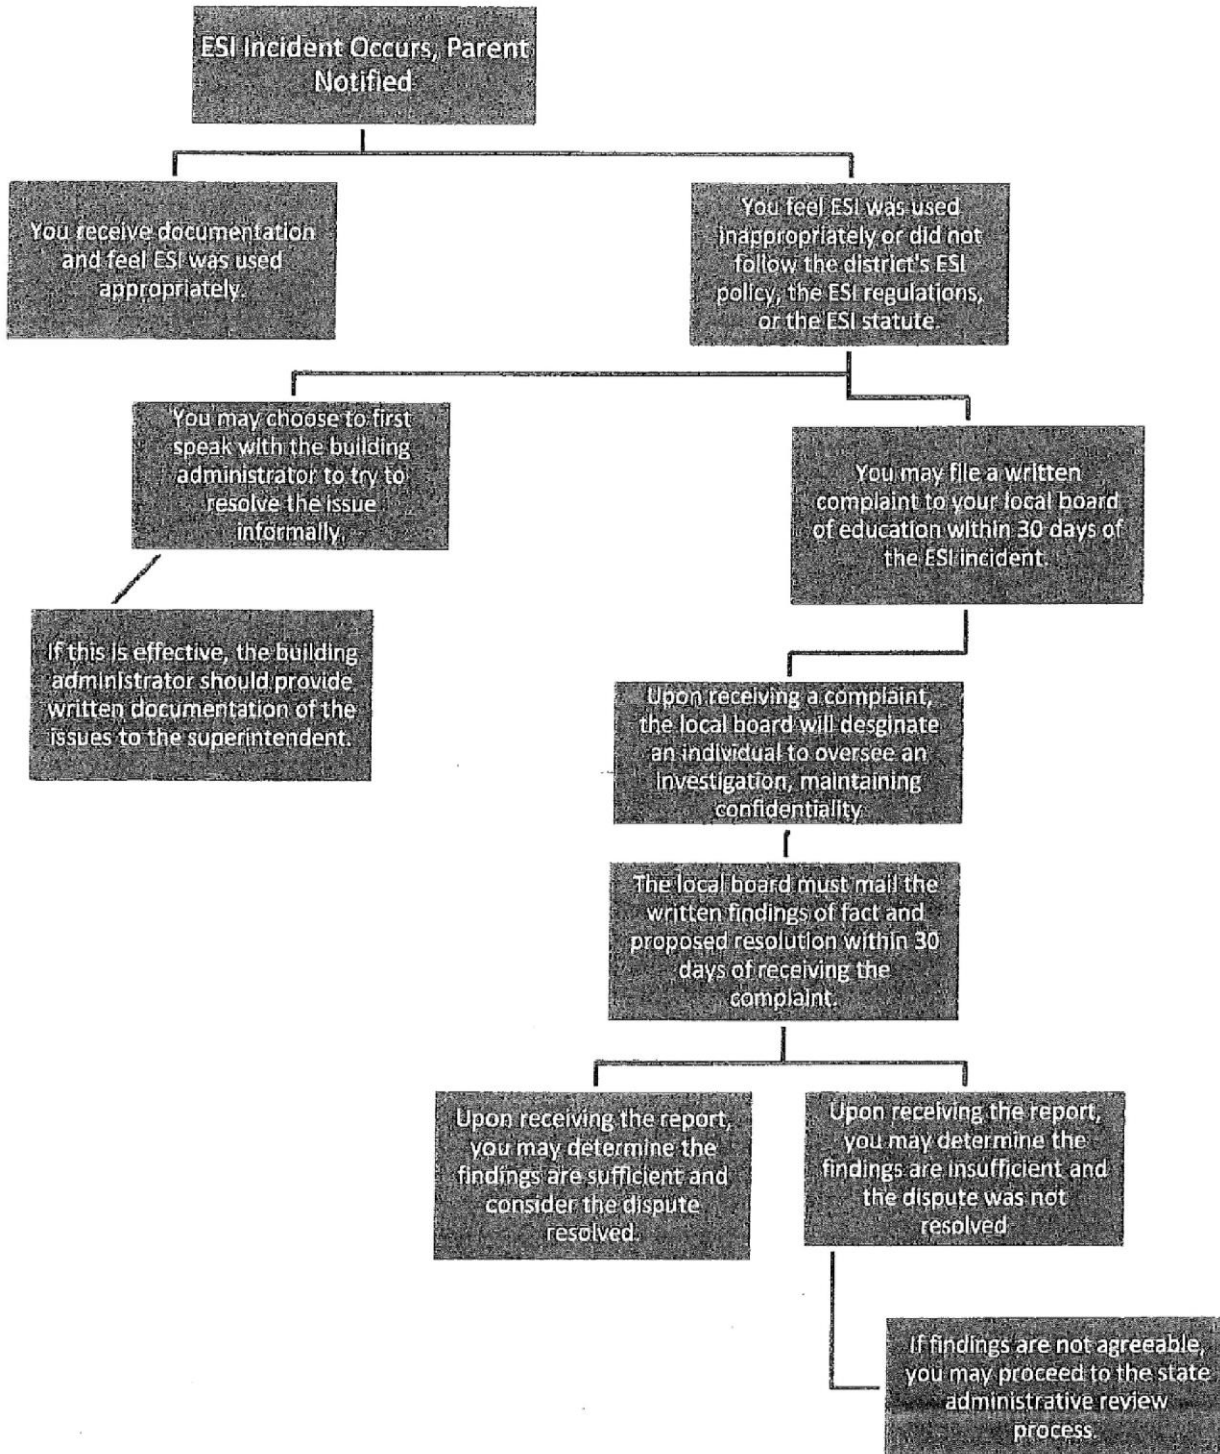 ESI Incident Occurs, Parent
Notified
You receive documentation
and feel ESI was used
appropriately.
You feel ESI was used
inappropriately or did not
follow the district's ESI
policy, the ESI regulations,
or the ESI statute.
You may choose to first
speak with the building
administrator to try to
resolve the issue
informally.
You may file a written
complaint to your local board
of education within 30 days of
the ESI incident.
If this is effective, the building
administrator should provide
written documentation of the
issues to the superintendent.
Upon receiving a complaint,
the local board will desginate
an individual to oversee an
investigation, maintaining
confidentiality
The local board must mail the
written findings of fact and
proposed resolution within 30
days of receiving the
complaint.
Upon receiving the report,
you may determine the
findings are sufficient and
consider the dispute
resolved.
Upon receiving the report,
you may determine the
findings are insufficient and
the dispute was not
resolved
If findings are not agreeable,
you may proceed to the state
administrative review
process.